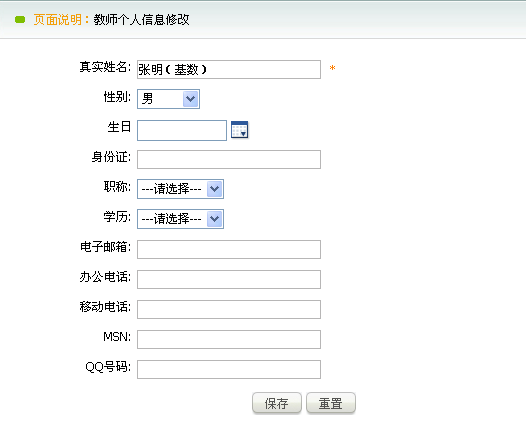 页面说明：教师个人信息修改
真实姓名: 张明（基数） *
性别: 男
生日
身份证:
职称: ---请选择---
学历: ---请选择---
电子邮箱:
办公电话:
移动电话:
MSN:
QQ号码:
保存 重置